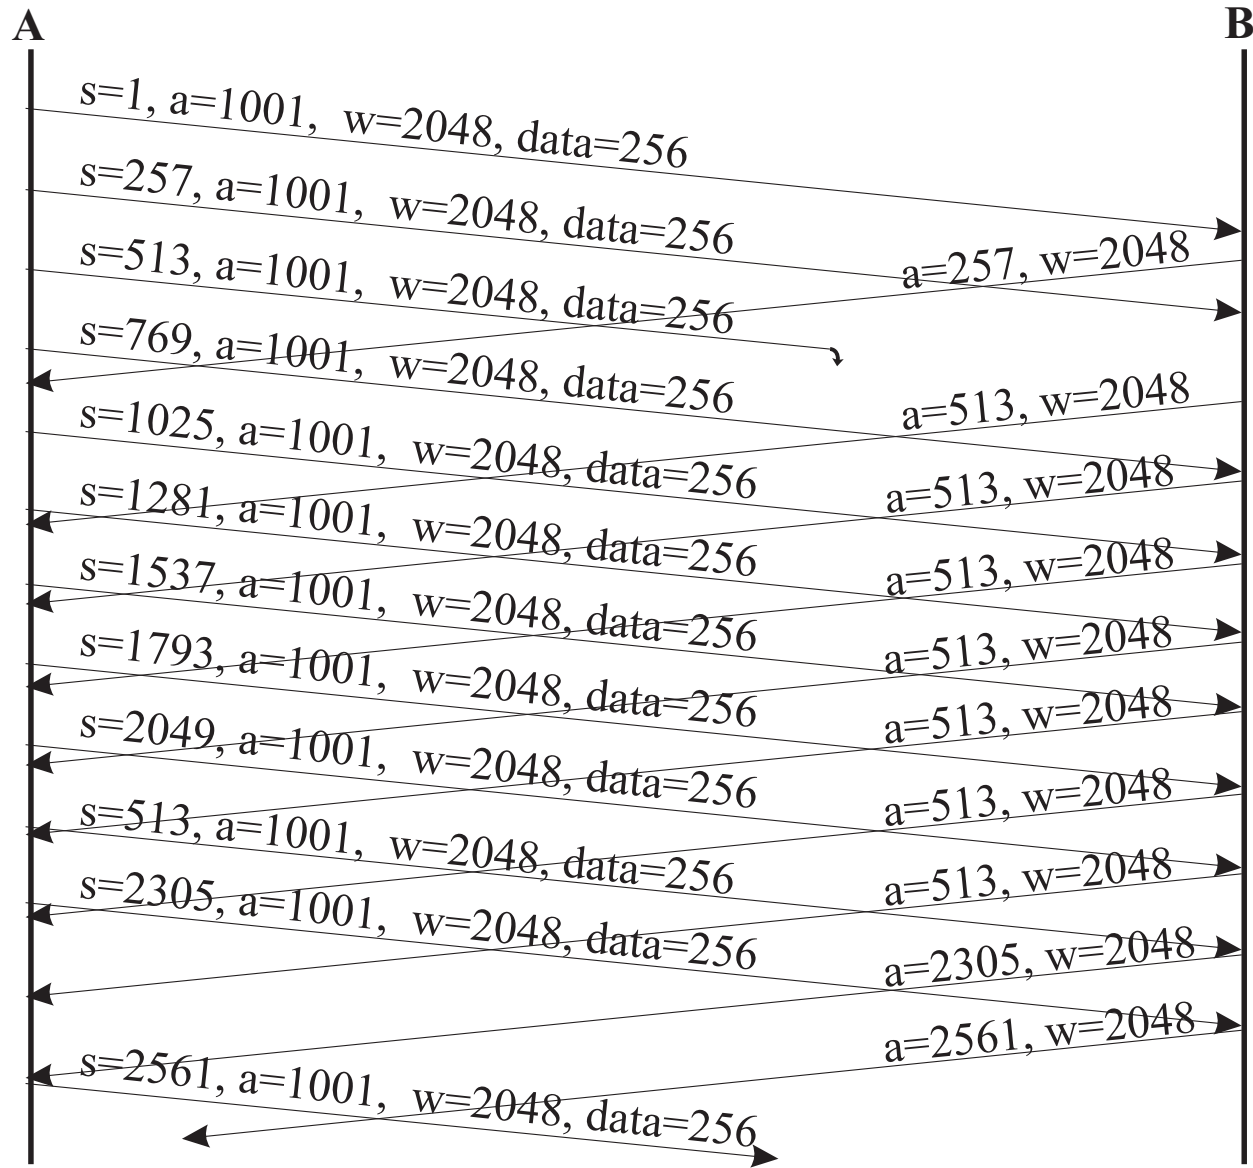 A
B
s=1, a=1001, w=2048, data=256
s=257, a=1001, w=2048, data=256
a=257, w=2048
s=513, a=1001, w=2048, data=256
s=769, a=1001, w=2048, data=256
a=513, w=2048
s=1025, a=1001, w=2048, data=256
a=513, w=2048
s=1281, a=1001, w=2048, data=256
a=513, w=2048
s=1537, a=1001, w=2048, data=256
a=513, w=2048
s=1793, a=1001, w=2048, data=256
a=513, w=2048
s=2049, a=1001, w=2048, data=256
a=513, w=2048
s=513, a=1001, w=2048, data=256
a=513, w=2048
s=2305, a=1001, w=2048, data=256
a=2305, w=2048
a=2561, w=2048
s=2561, a=1001, w=2048, data=256